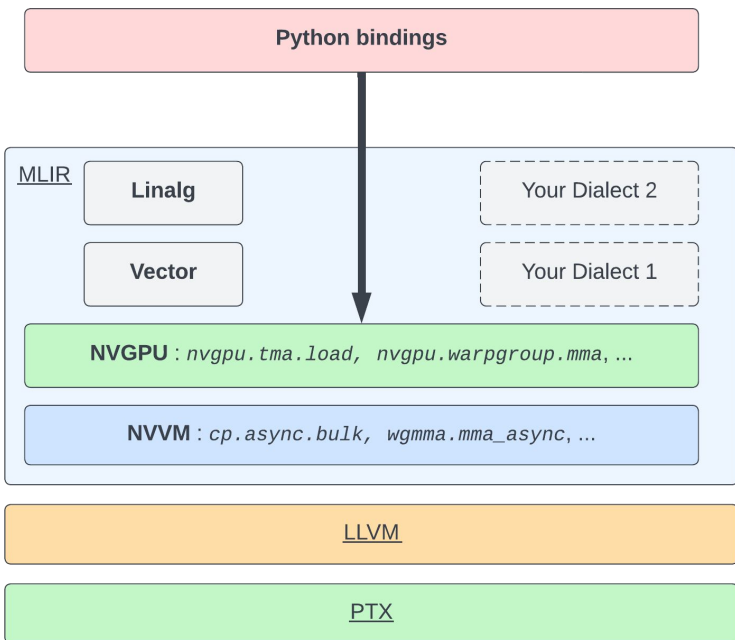 Python bindings
MLIR
Linalg
Your Dialect 2
Vector
Your Dialect 1
NVGPU : nvgpu.tma.load, nvgpu.warpgroup.mma, ...
NVVM : cp.async.bulk, wgmma.mma_async, ...
LLVM
PTX